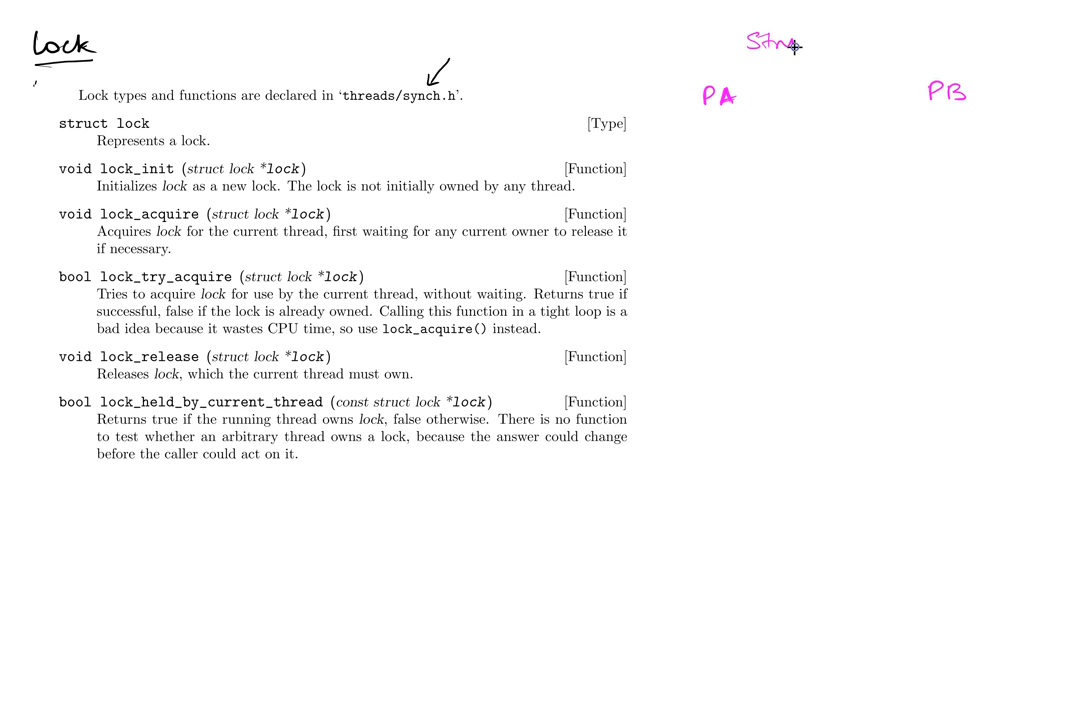 Lock
Lock types and functions are declared in ‘threads/synch.h’.
struct lock [Type]
Represents a lock.
void lock_init (struct lock *lock) [Function]
Initializes lock as a new lock. The lock is not initially owned by any thread.
void lock_acquire (struct lock *lock) [Function]
Acquires lock for the current thread, first waiting for any current owner to release it
if necessary.
bool lock_try_acquire (struct lock *lock) [Function]
Tries to acquire lock for use by the current thread, without waiting. Returns true if
successful, false if the lock is already owned. Calling this function in a tight loop is a
bad idea because it wastes CPU time, so use lock_acquire() instead.
void lock_release (struct lock *lock) [Function]
Releases lock, which the current thread must own.
bool lock_held_by_current_thread (const struct lock *lock) [Function]
Returns true if the running thread owns lock, false otherwise. There is no function
to test whether an arbitrary thread owns a lock, because the answer could change
before the caller could act on it.
PA PB